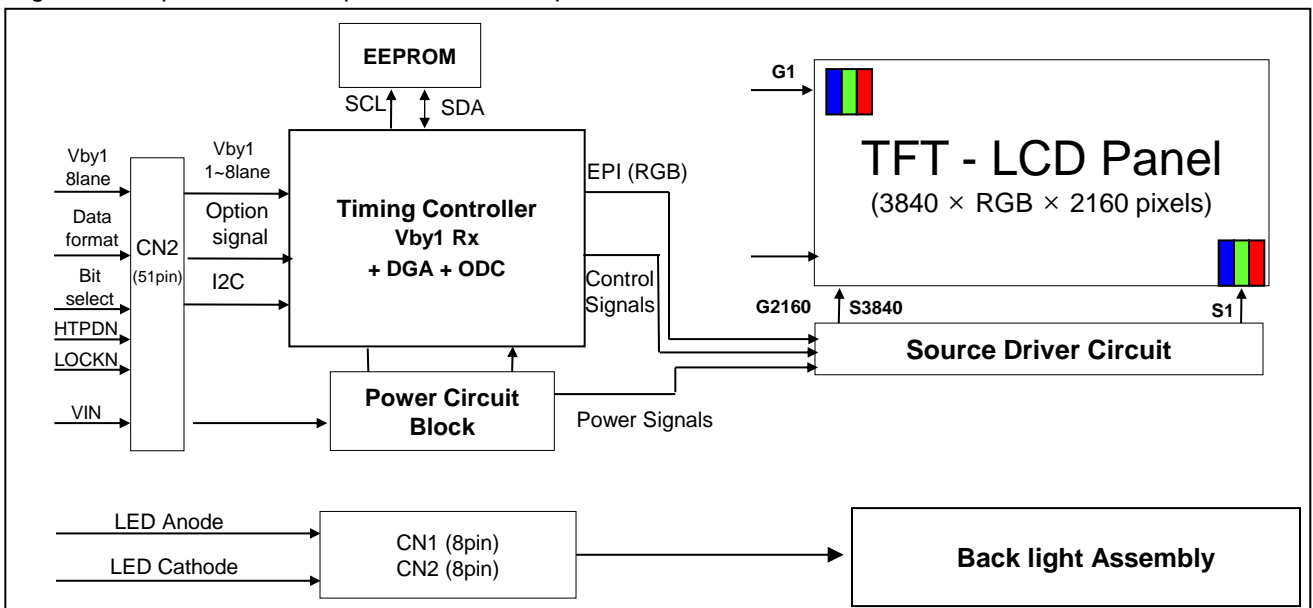 EEPROM
SCL
SDA
G1
TFT - LCD Panel
(3840 × RGB × 2160 pixels)
Vby1
8lane
Data
format
Bit
select
HTPDN
LOCKN
VIN
CN2
(51pin)
Vby1
1~8lane
Option
signal
I2C
Timing Controller
Vby1 Rx
+ DGA + ODC
EPI (RGB)
Control
Signals
G2160
S3840
S1
Source Driver Circuit
Power Circuit
Block
Power Signals
LED Anode
LED Cathode
CN1 (8pin)
CN2 (8pin)
Back light Assembly